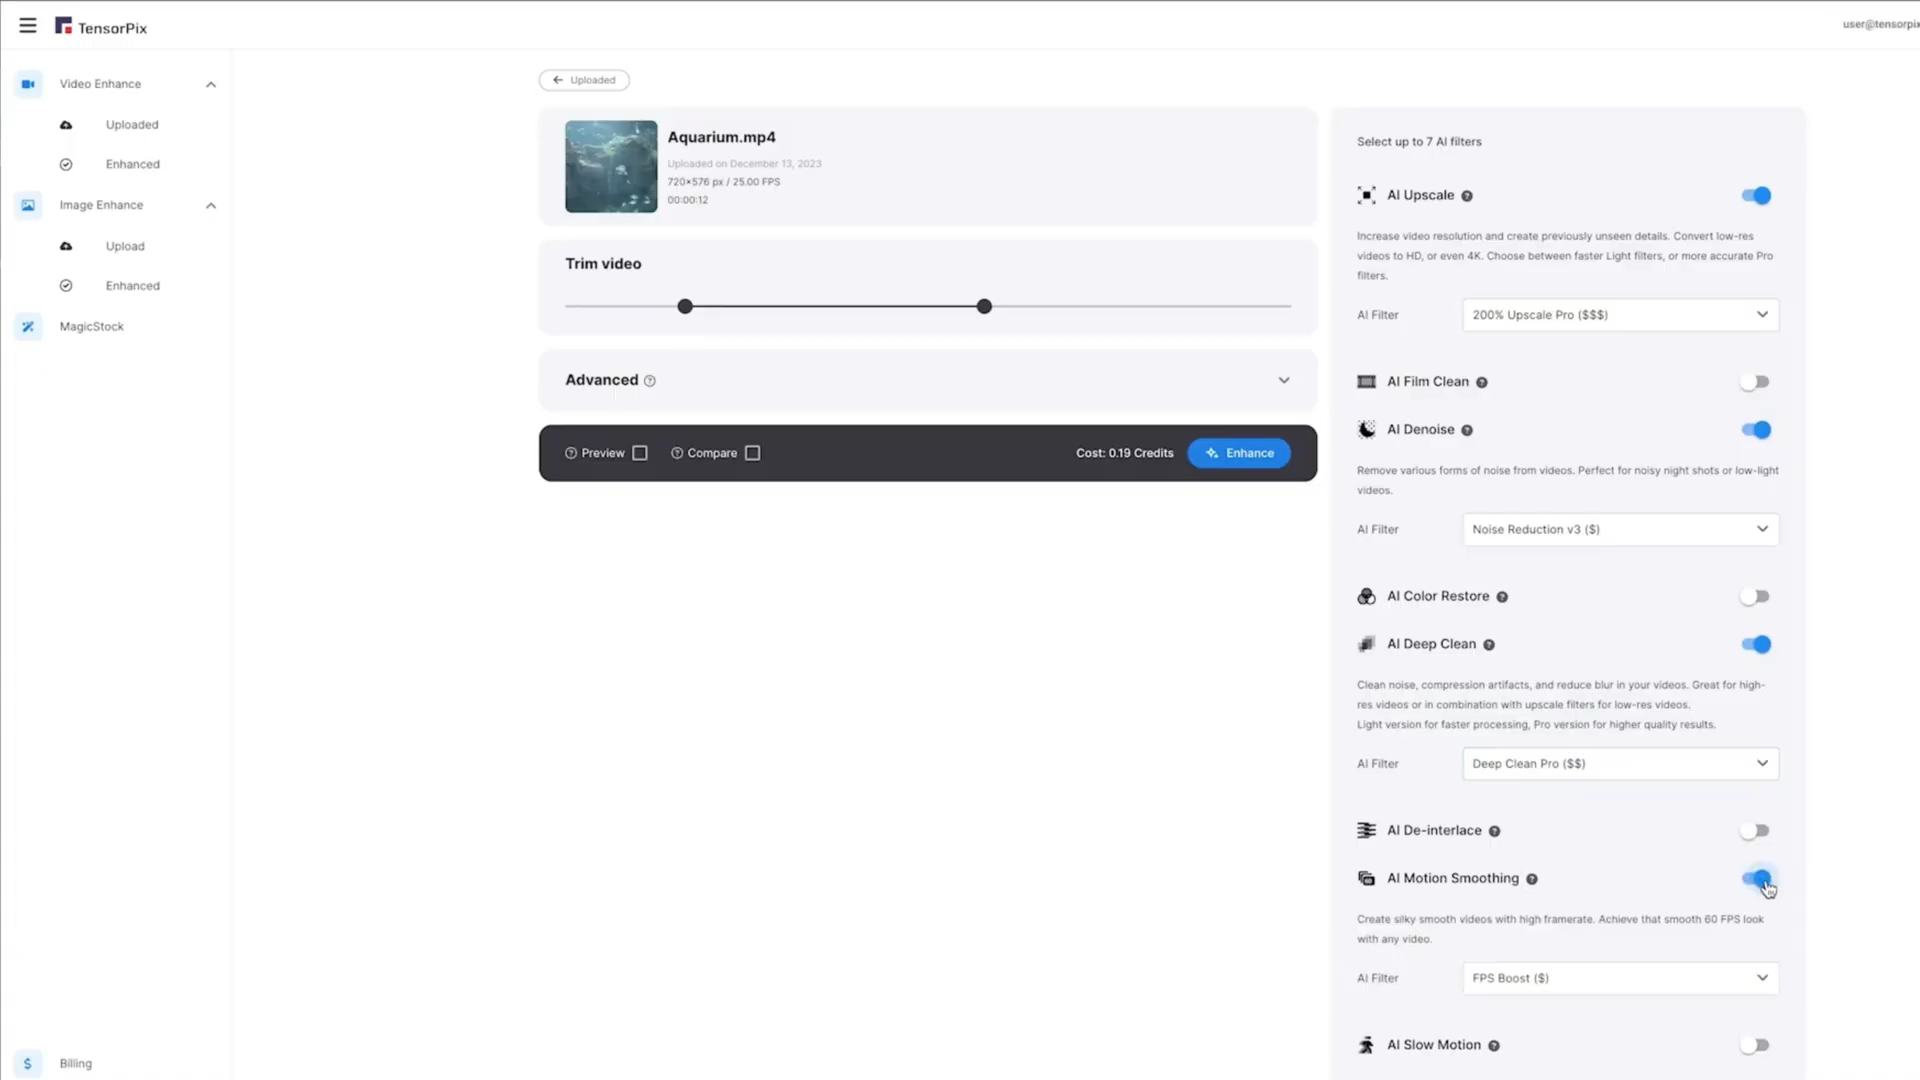 TensorPix
user@tensorpix
Video Enhance
Uploaded
Enhanced
Image Enhance
Upload
Enhanced
MagicStock
Billing
Uploaded
Aquarium.mp4
Uploaded on December 13, 2023
720×576 px / 25.00 FPS
00:00:12
Trim video
Advanced
Preview
Compare
Cost: 0.19 Credits
Enhance
Select up to 7 AI filters
AI Upscale
Increase video resolution and create previously unseen details. Convert low-res
videos to HD, or even 4K. Choose between faster Light filters, or more accurate Pro
filters.
AI Filter
200% Upscale Pro ($$$)
AI Film Clean
AI Denoise
Remove various forms of noise from videos. Perfect for noisy night shots or low-light
videos.
AI Filter
Noise Reduction v3 ($)
AI Color Restore
AI Deep Clean
Clean noise, compression artifacts, and reduce blur in your videos. Great for high-
res videos or in combination with upscale filters for low-res videos.
Light version for faster processing, Pro version for higher quality results.
AI Filter
Deep Clean Pro ($$)
AI De-interlace
AI Motion Smoothing
Create silky smooth videos with high framerate. Achieve that smooth 60 FPS look
with any video.
AI Filter
FPS Boost ($)
AI Slow Motion